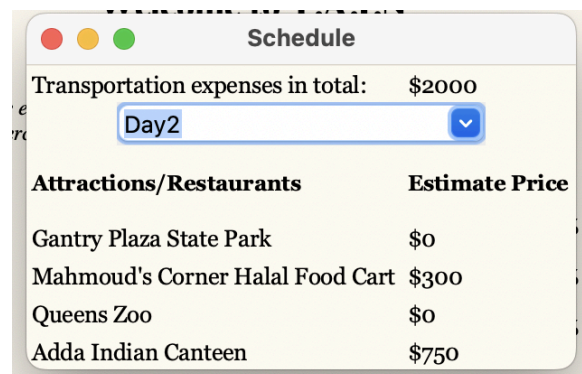 Schedule
Transportation expenses in total: $2000
Day2
Attractions/Restaurants Estimate Price
Gantry Plaza State Park $0
Mahmoud's Corner Halal Food Cart $300
Queens Zoo $0
Adda Indian Canteen $750